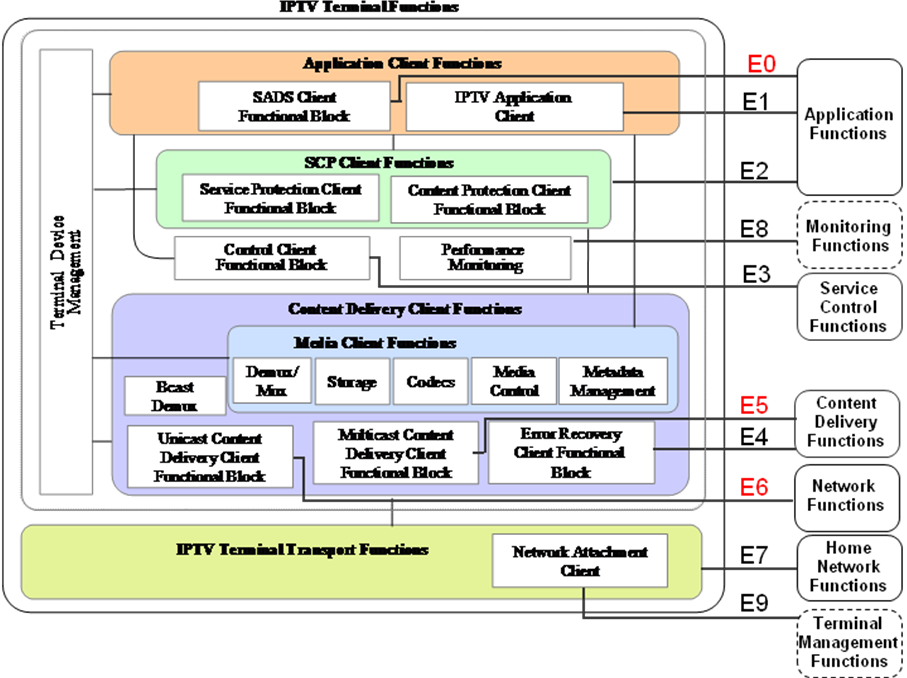 IPTV Terminal Functions
Application Client Functions
SADS Client
Functional Block
IPTV Application
Client
SCP Client Functions
Service Protection Client
Functional Block
Content Protection Client
Functional Block
Control Client
Functional Block
Performance
Monitoring
Terminal Device
Management
Content Delivery Client Functions
Media Client Functions
Demux/
Mux
Storage
Codecs
Media
Control
Metadata
Management
Bcast
Demux
Unicast Content
Delivery Client
Functional Block
Multicast Content
Delivery Client
Functional Block
Error Recovery
Client Functional
Block
IPTV Terminal Transport Functions
Network Attachment
Client
E0
E1
E2
E8
E3
E5
E4
E6
E7
E9
Application
Functions
Monitoring
Functions
Service
Control
Functions
Content
Delivery
Functions
Network
Functions
Home
Network
Functions
Terminal
Management
Functions